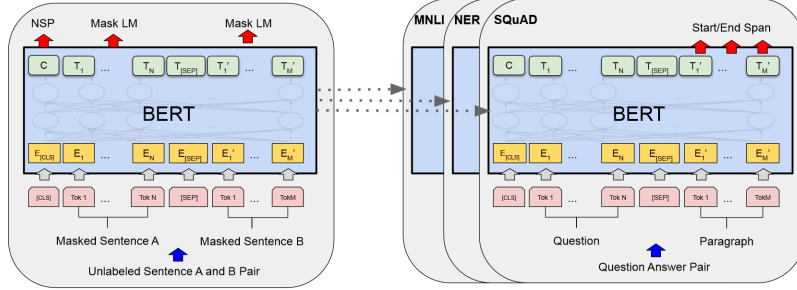 NSP Mask LM Mask LM
C T1 ... TN T[SEP] T1' ... TM'
BERT
E[CLS] E1 ... EN E[SEP] E1' ... EM'
[CLS] Tok 1 ... Tok N [SEP] Tok 1 ... TokM
Masked Sentence A Masked Sentence B
Unlabeled Sentence A and B Pair
MNLI NER SQuAD
Start/End Span
C T1 ... TN T[SEP] T1' ... TM'
BERT
E[CLS] E1 ... EN E[SEP] E1' ... EM'
[CLS] Tok 1 ... Tok N [SEP] Tok 1 ... TokM
Question Paragraph
Question Answer Pair